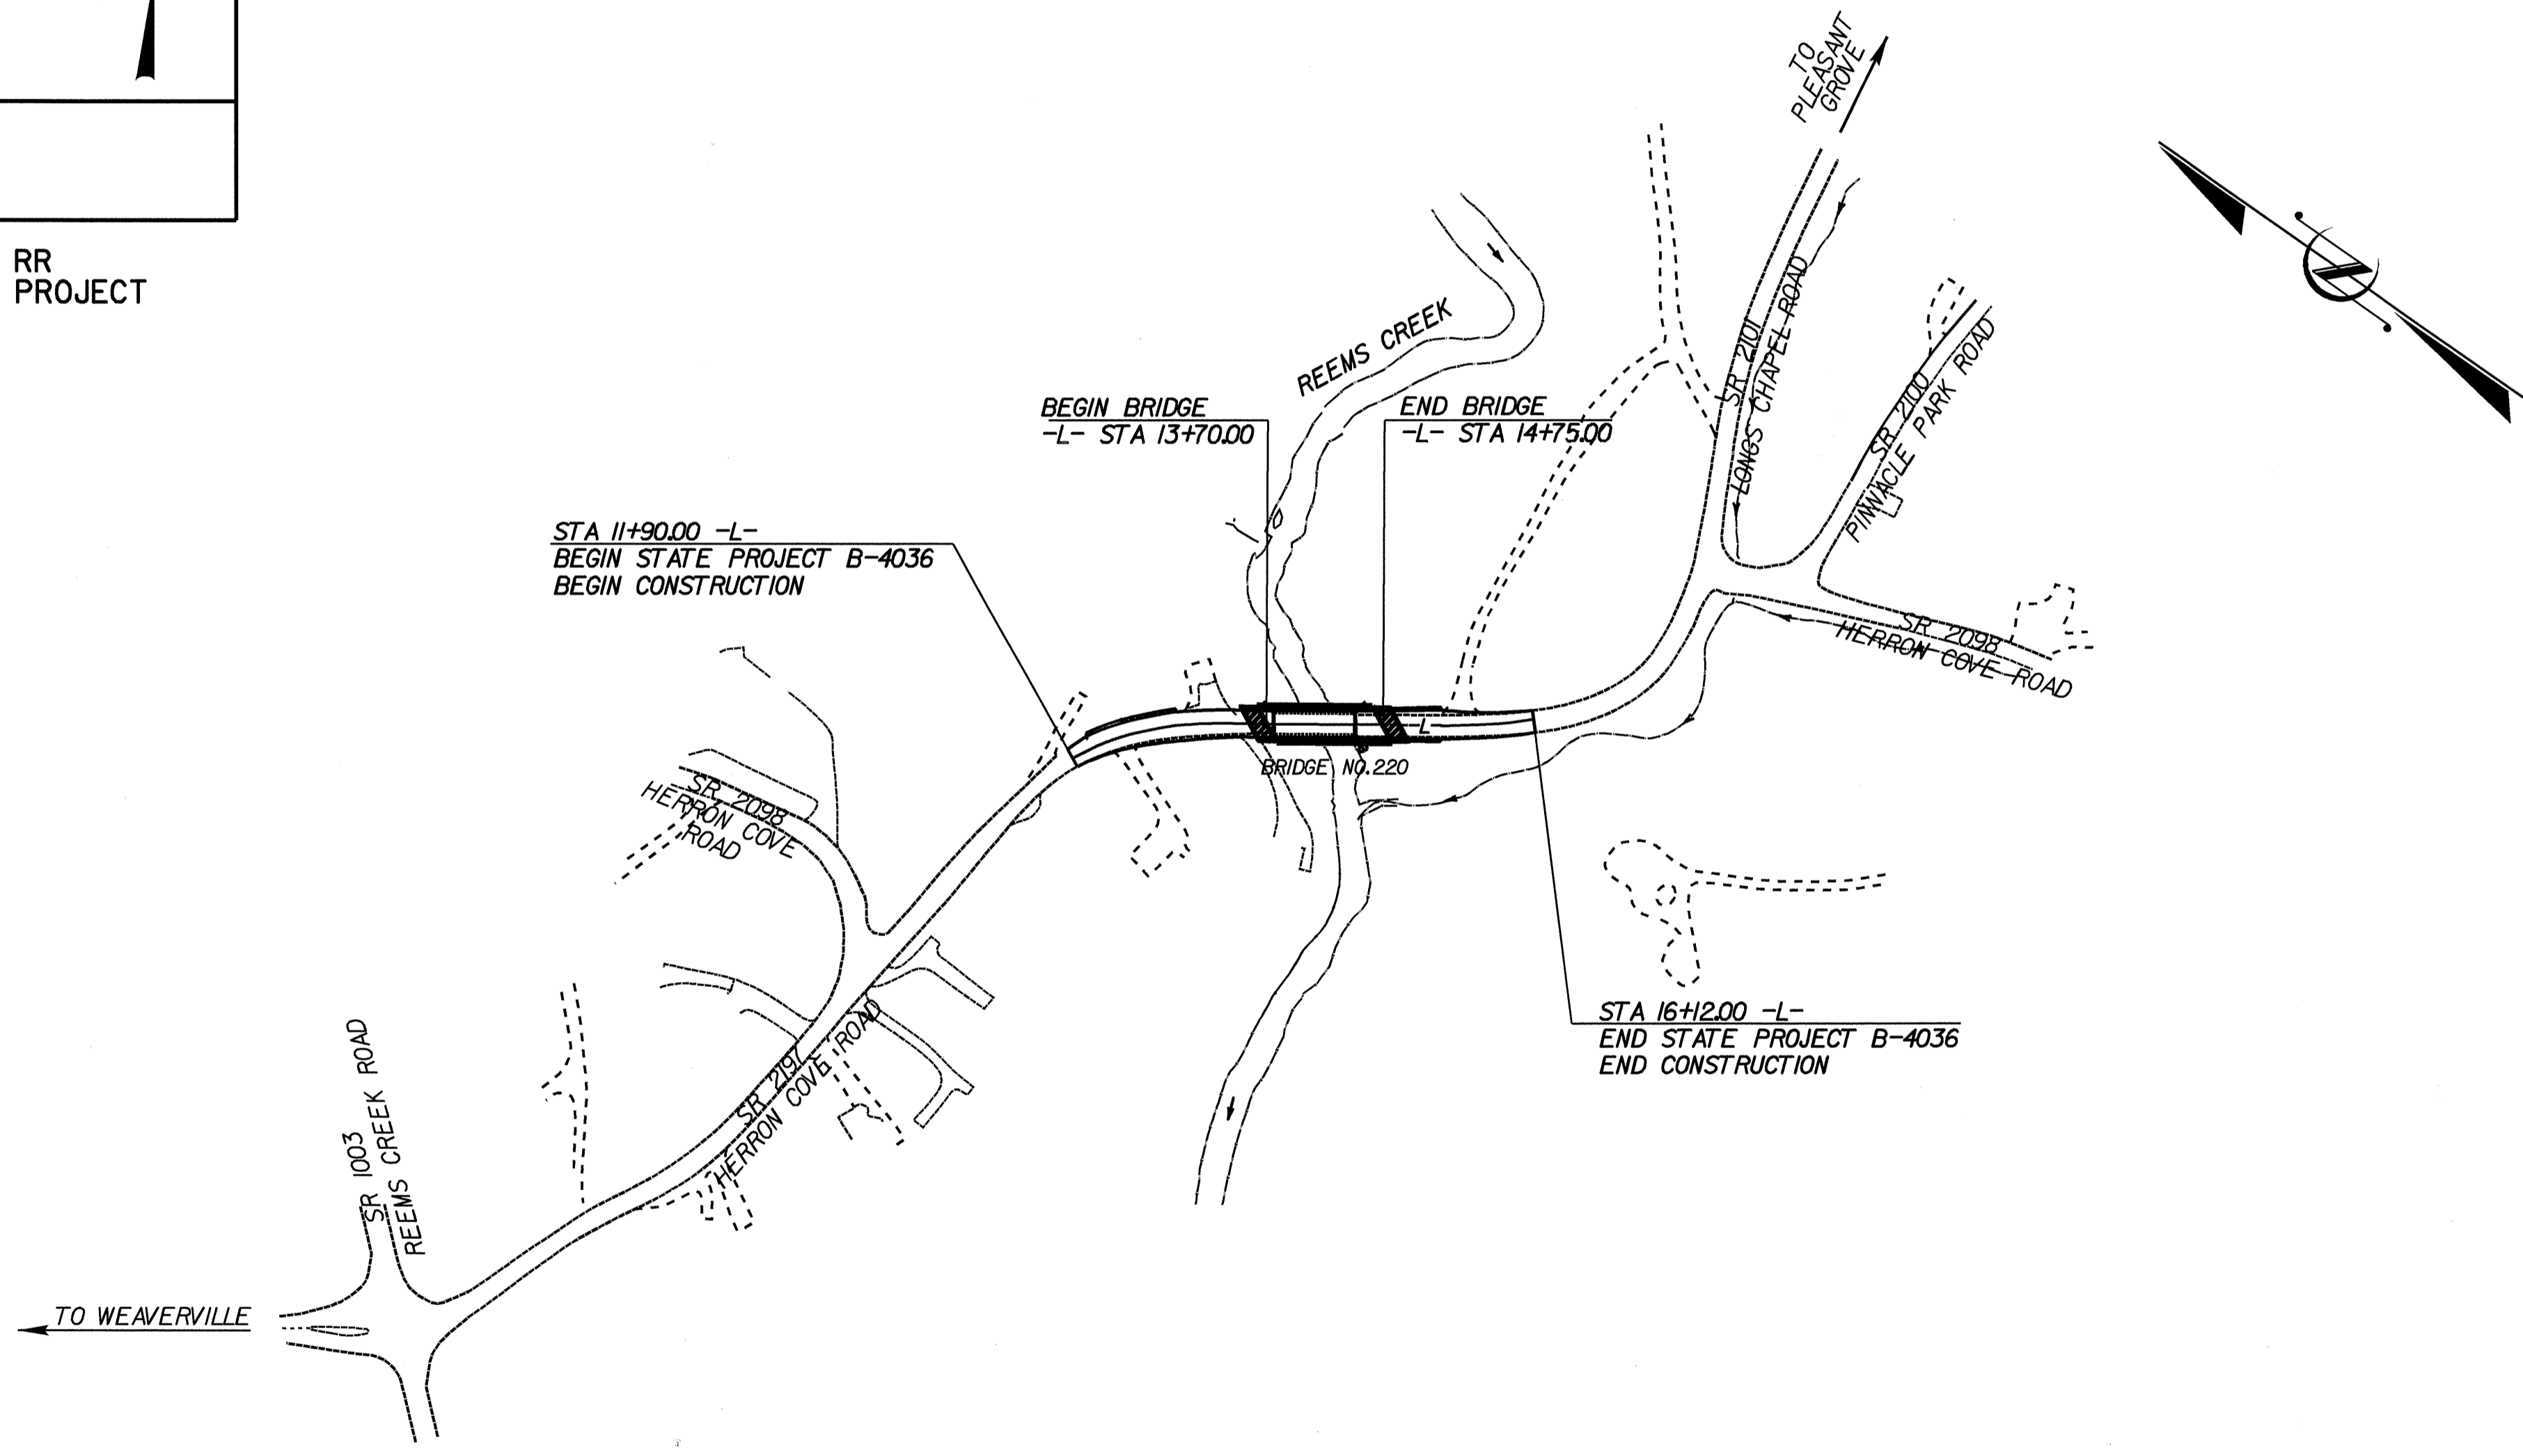 RR
PROJECT
TO
PLEASANT
GROVE
REEMS CREEK
SR 2101
LONGS CHAPEL ROAD
SR 2100
PINNACLE PARK ROAD
BEGIN BRIDGE
-L- STA 13+70.00
END BRIDGE
-L- STA 14+75.00
STA 11+90.00 -L-
BEGIN STATE PROJECT B-4036
BEGIN CONSTRUCTION
SR 2098
HERRON COVE ROAD
L
BRIDGE NO. 220
SR 2098
HERRON COVE
ROAD
STA 16+12.00 -L-
END STATE PROJECT B-4036
END CONSTRUCTION
SR 2197
HERRON COVE ROAD
SR 1003
REEMS CREEK ROAD
TO WEAVERVILLE